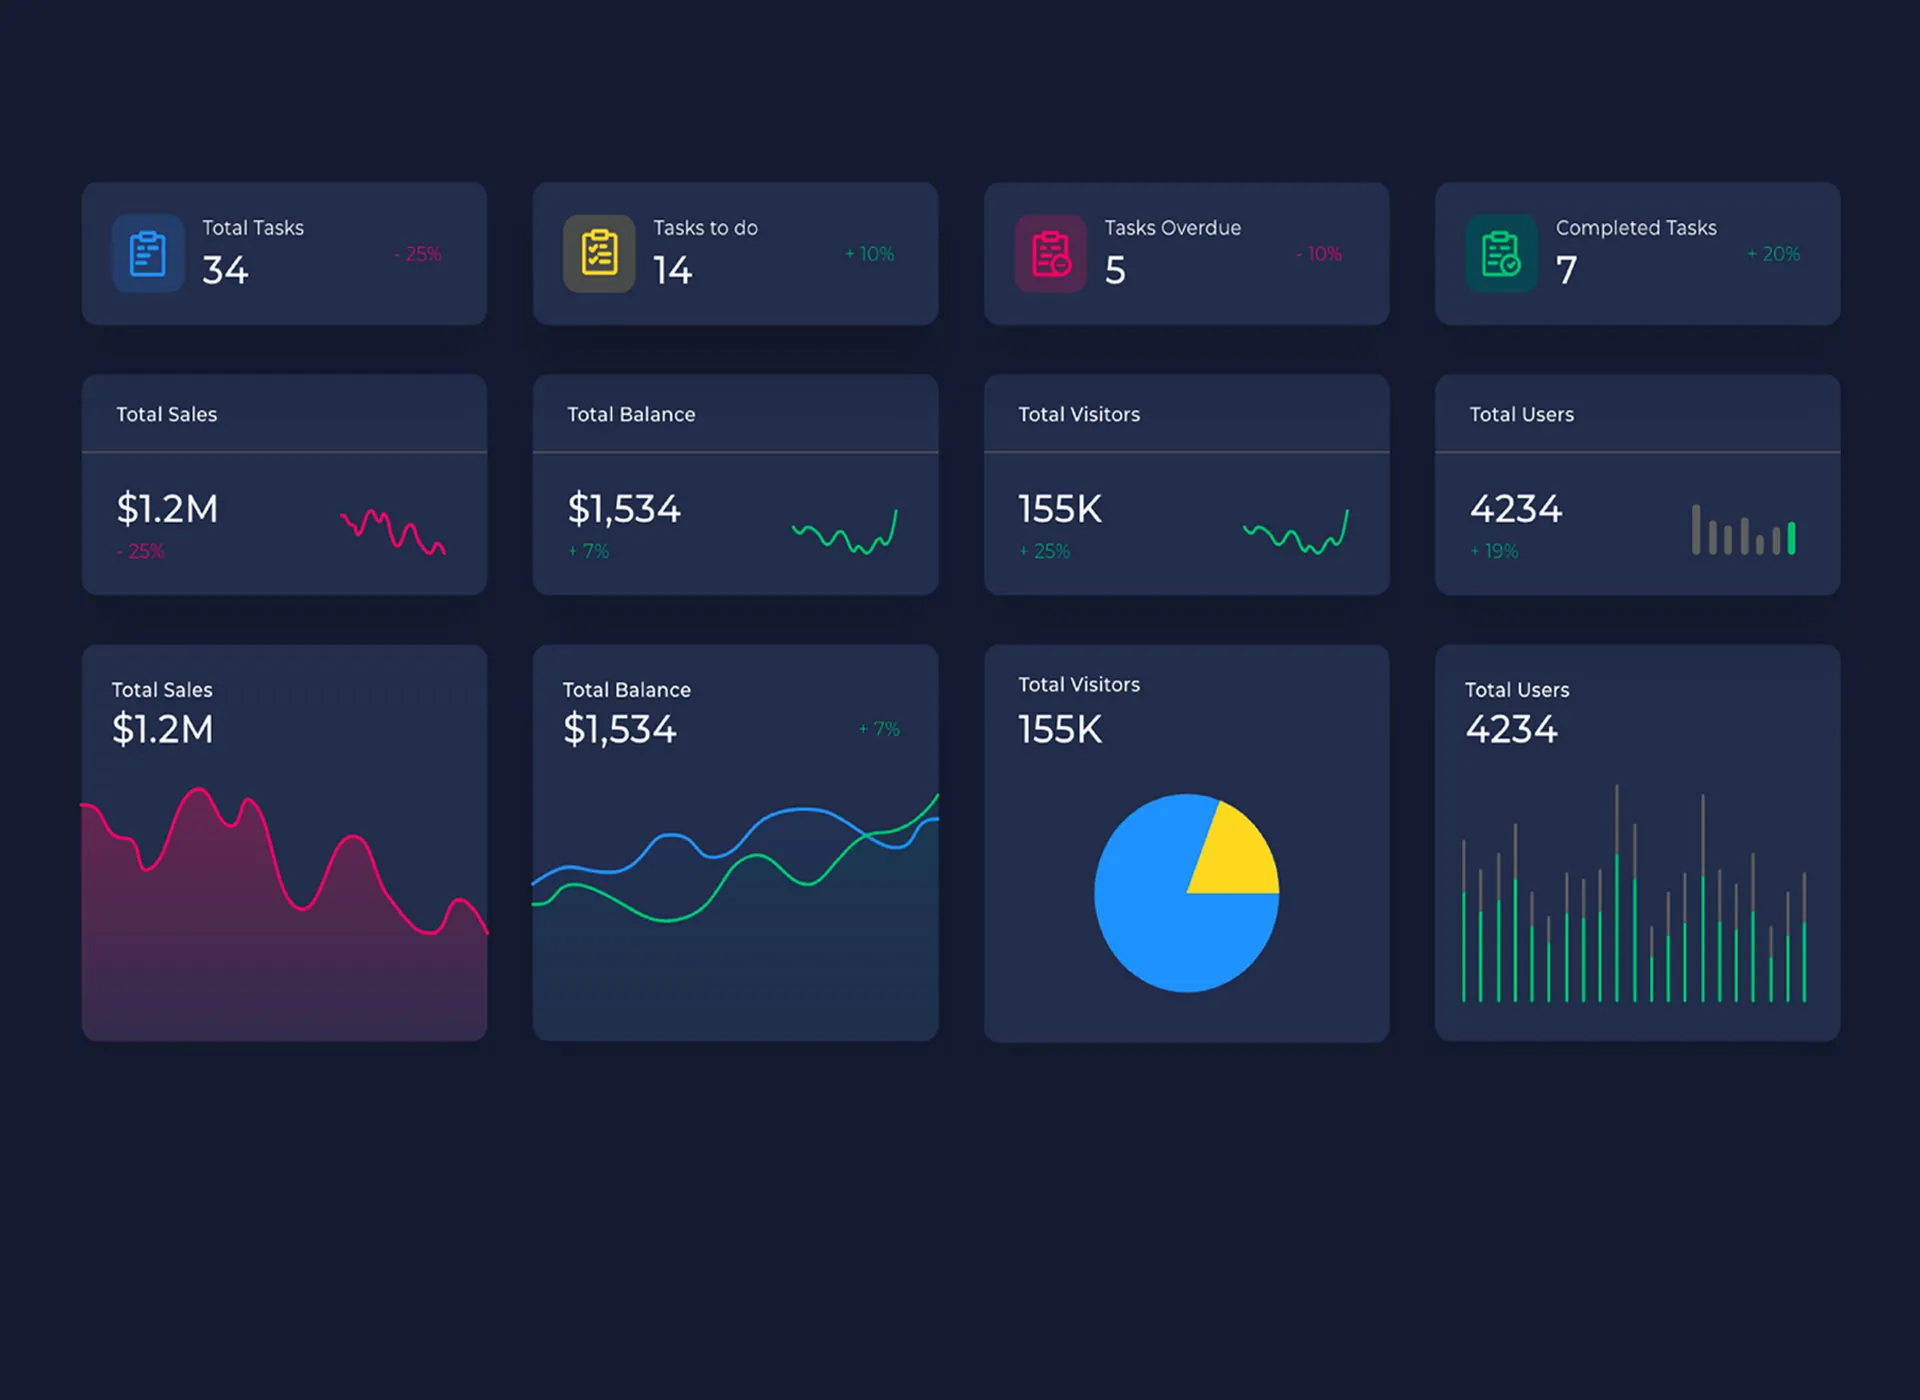 Total Tasks
34
- 25%
Tasks to do
14
+ 10%
Tasks Overdue
5
- 10%
Completed Tasks
7
+ 20%
Total Sales
$1.2M
- 25%
Total Balance
$1,534
+ 7%
Total Visitors
155K
+ 25%
Total Users
4234
+ 19%
Total Sales
$1.2M
Total Balance
$1,534
+ 7%
Total Visitors
155K
Total Users
4234